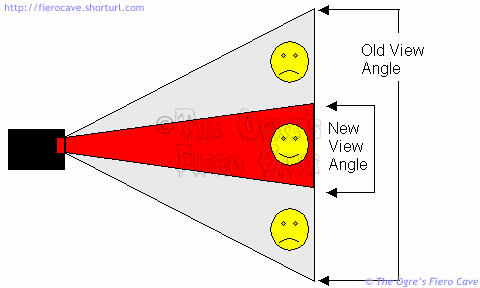 http://fierocave.shorturl.com
Old View
Angle
© The Ogre's
Fiero Cave
New
View
Angle
© The Ogre's Fiero Cave